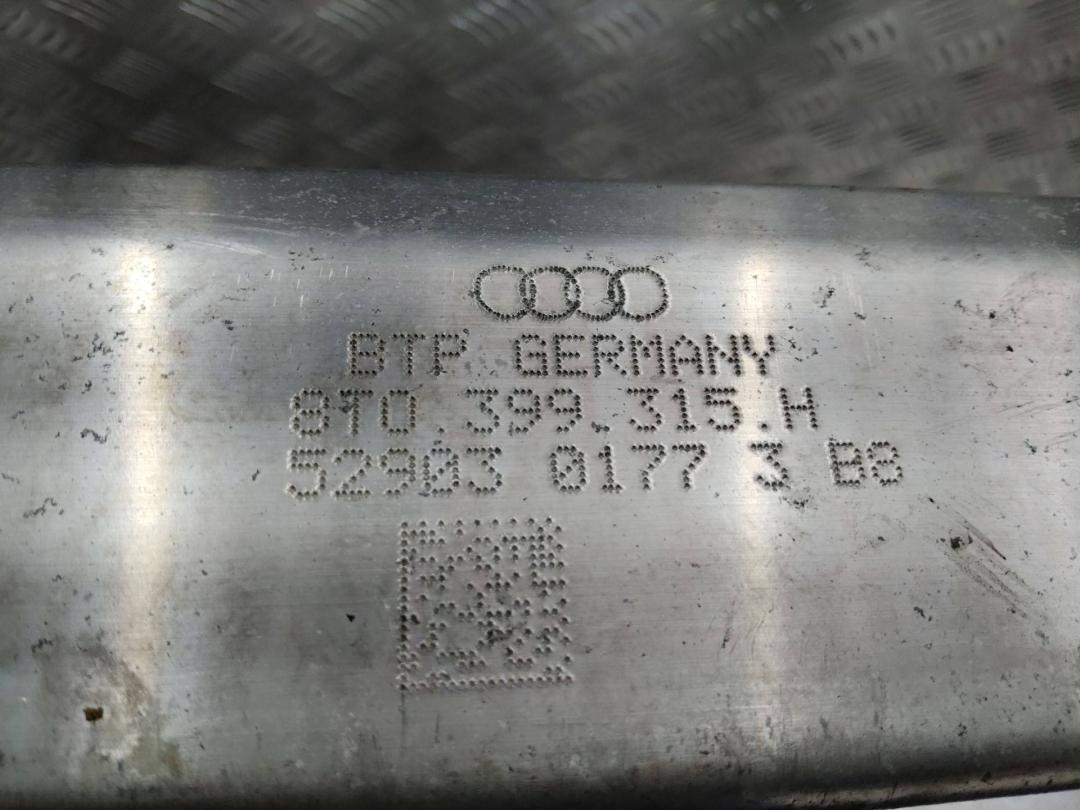 BTP GERMANY
8T0.399.315.H
52903 0177 3 B8